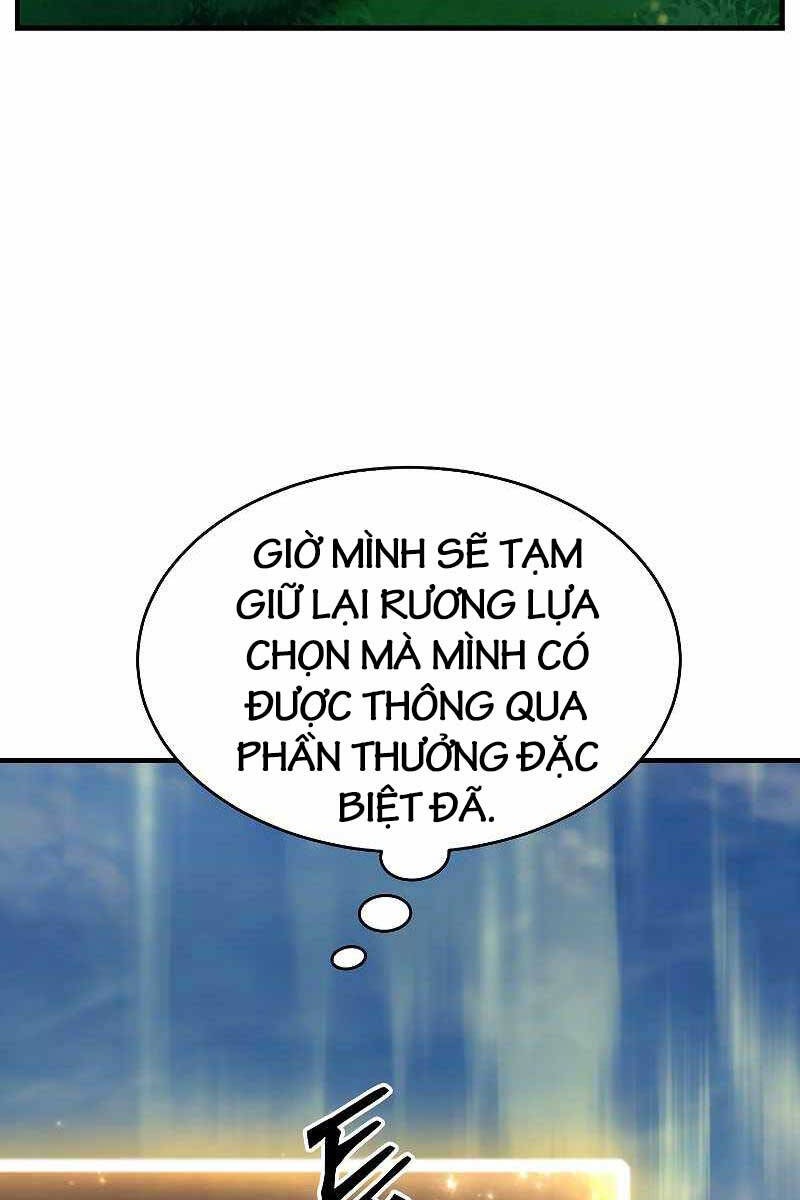 GIỜ MÌNH SẼ TẠM
GIỮ LẠI RƯƠNG LỰA
CHỌN MÀ MÌNH CÓ
ĐƯỢC THÔNG QUA
PHẦN THƯỞNG ĐẶC
BIỆT ĐÃ.